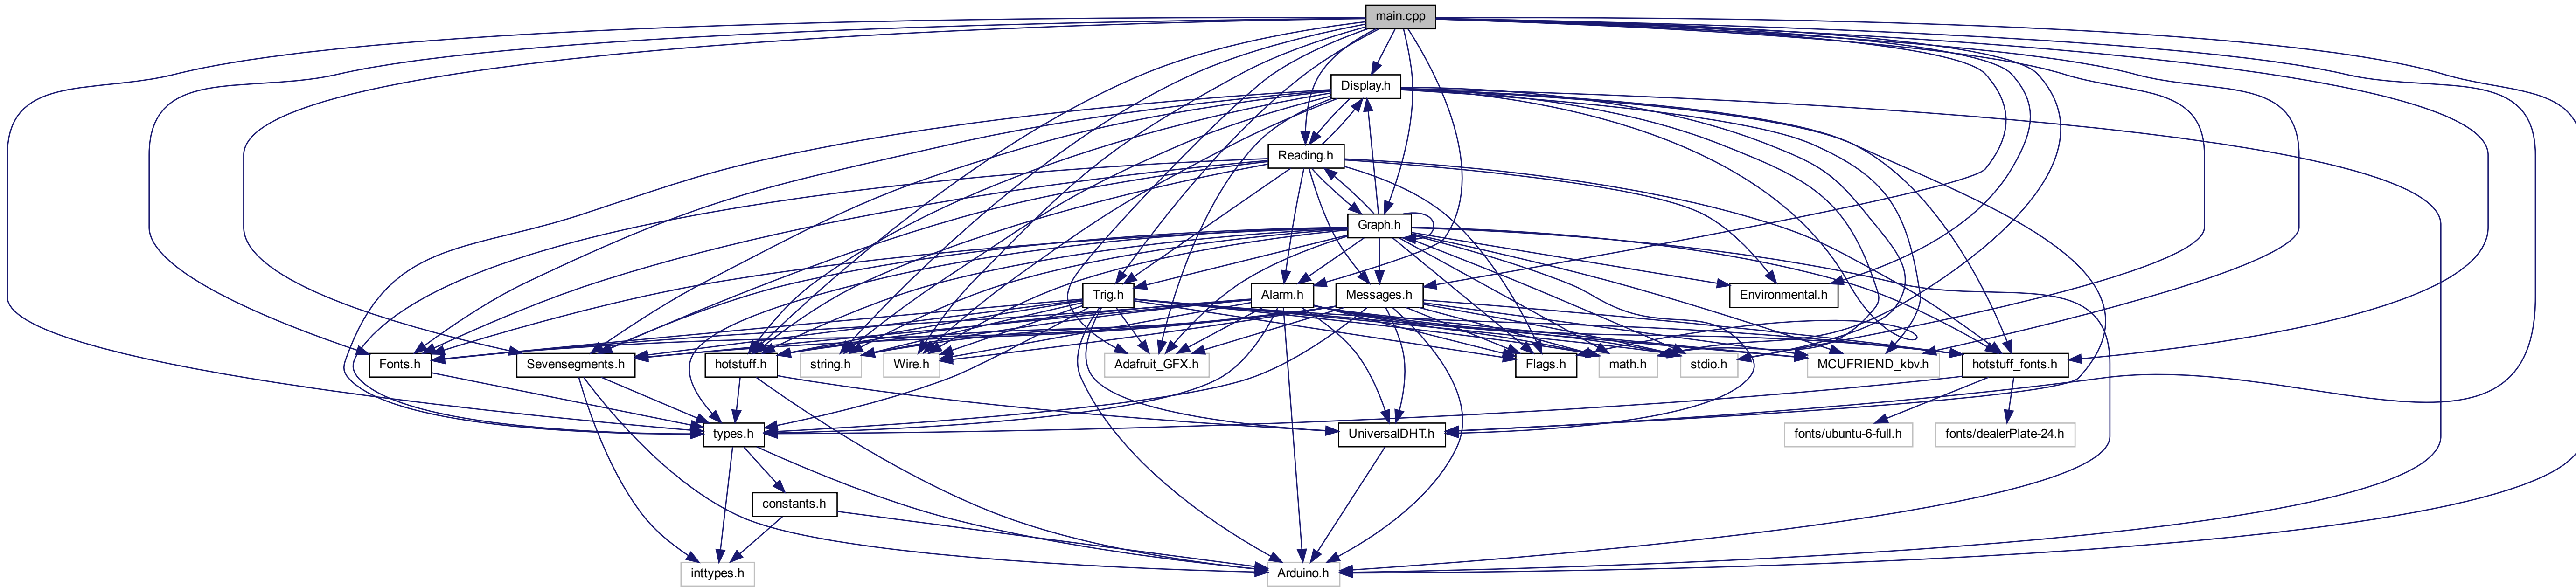 main.cpp
Display.h
Reading.h
Graph.h
Trig.h
Alarm.h
Messages.h
Environmental.h
Fonts.h
Sevensegments.h
hotstuff.h
string.h
Wire.h
Adafruit_GFX.h
Flags.h
math.h
stdio.h
MCUFRIEND_kbv.h
hotstuff_fonts.h
types.h
UniversalDHT.h
fonts/ubuntu-6-full.h
fonts/dealerPlate-24.h
constants.h
inttypes.h
Arduino.h